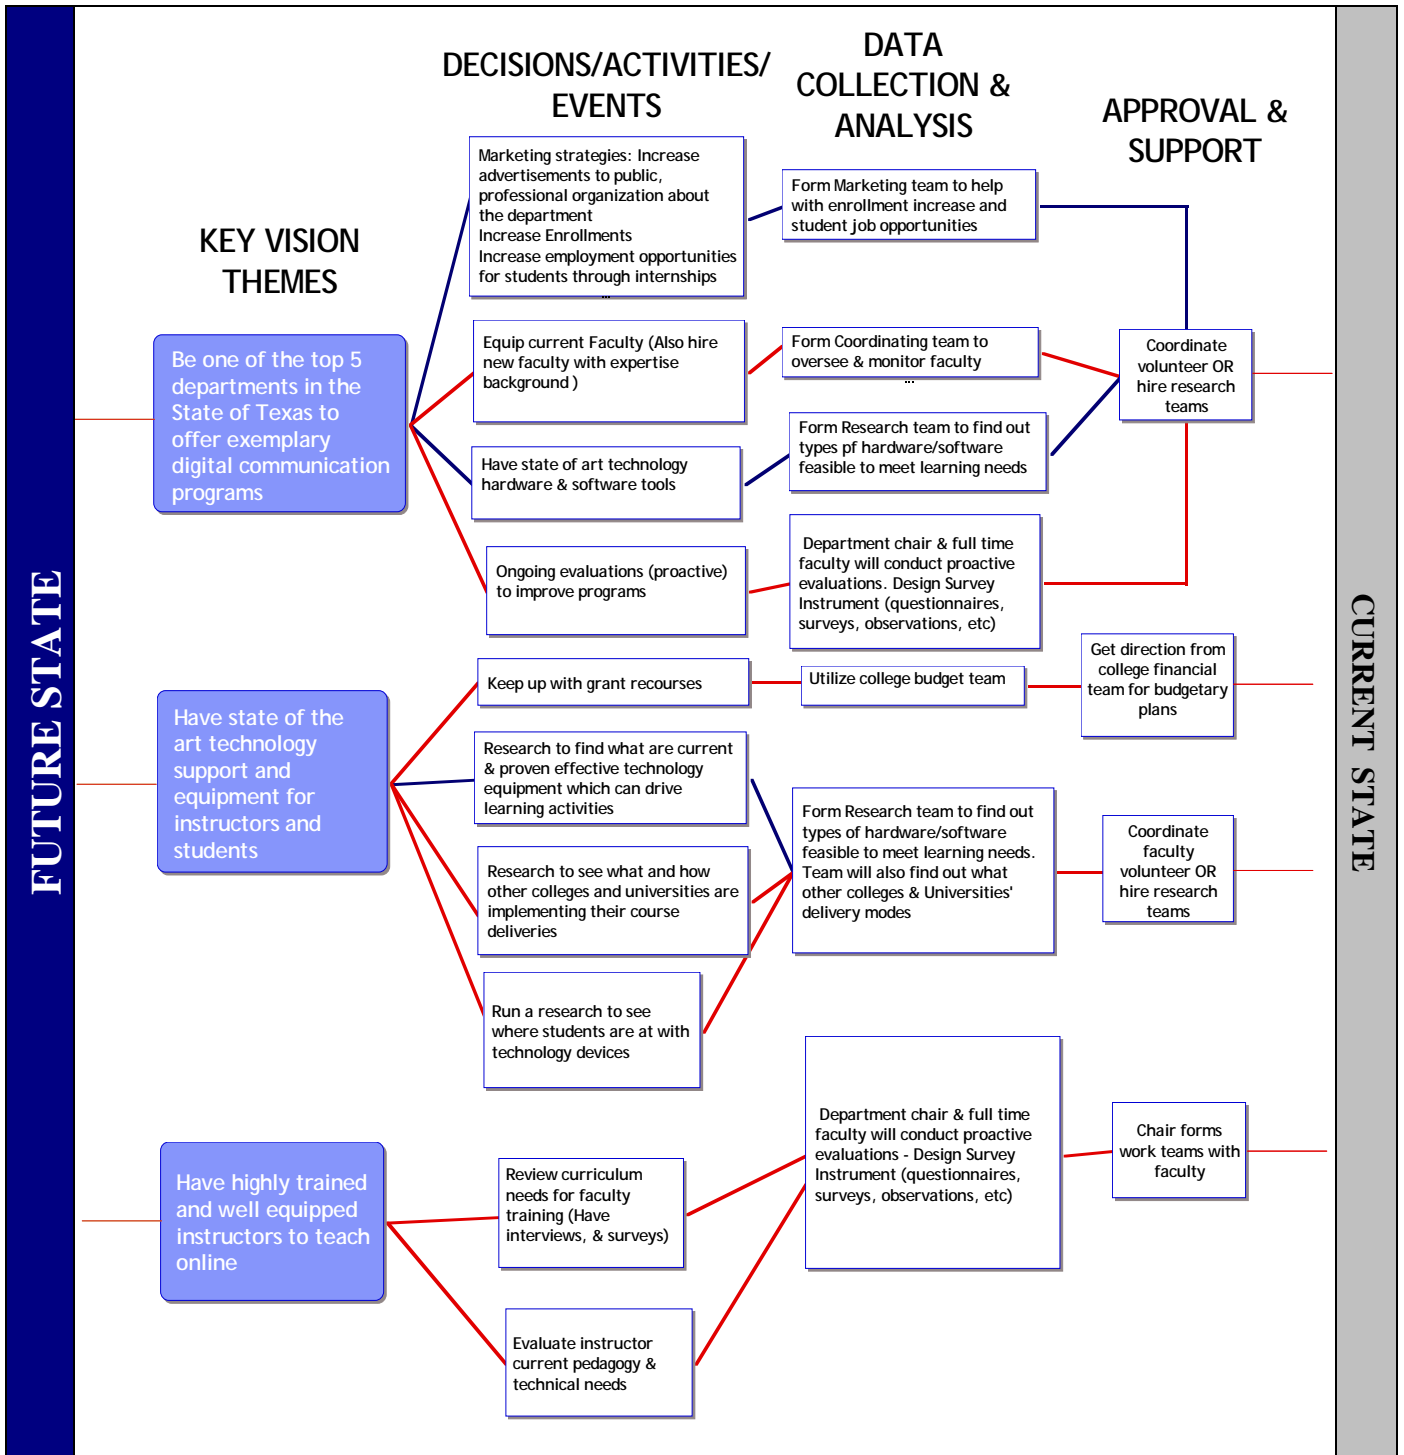 FUTURE STATE
KEY VISION
THEMES
DECISIONS/ACTIVITIES/
EVENTS
DATA
COLLECTION &
ANALYSIS
APPROVAL &
SUPPORT
CURRENT STATE
Be one of the top 5
departments in the
State of Texas to
offer exemplary
digital communication
programs
Marketing strategies: Increase
advertisements to public,
professional organization about
the department
Increase Enrollments
Increase employment opportunities
for students through internships
...
Form Marketing team to help
with enrollment increase and
student job opportunities
Equip current Faculty (Also hire
new faculty with expertise
background )
Form Coordinating team to
oversee & monitor faculty
...
Have state of art technology
hardware & software tools
Form Research team to find out
types pf hardware/software
feasible to meet learning needs
Ongoing evaluations (proactive)
to improve programs
Department chair & full time
faculty will conduct proactive
evaluations. Design Survey
Instrument (questionnaires,
surveys, observations, etc)
Coordinate
volunteer OR
hire research
teams
Have state of the
art technology
support and
equipment for
instructors and
students
Keep up with grant recourses
Utilize college budget team
Get direction from
college financial
team for budgetary
plans
Research to find what are current
& proven effective technology
equipment which can drive
learning activities
Research to see what and how
other colleges and universities are
implementing their course
deliveries
Run a research to see
where students are at with
technology devices
Form Research team to find out
types of hardware/software
feasible to meet learning needs.
Team will also find out what
other colleges & Universities'
delivery modes
Coordinate
faculty
volunteer OR
hire research
teams
Have highly trained
and well equipped
instructors to teach
online
Review curriculum
needs for faculty
training (Have
interviews, & surveys)
Evaluate instructor
current pedagogy &
technical needs
Department chair & full time
faculty will conduct proactive
evaluations - Design Survey
Instrument (questionnaires,
surveys, observations, etc)
Chair forms
work teams with
faculty